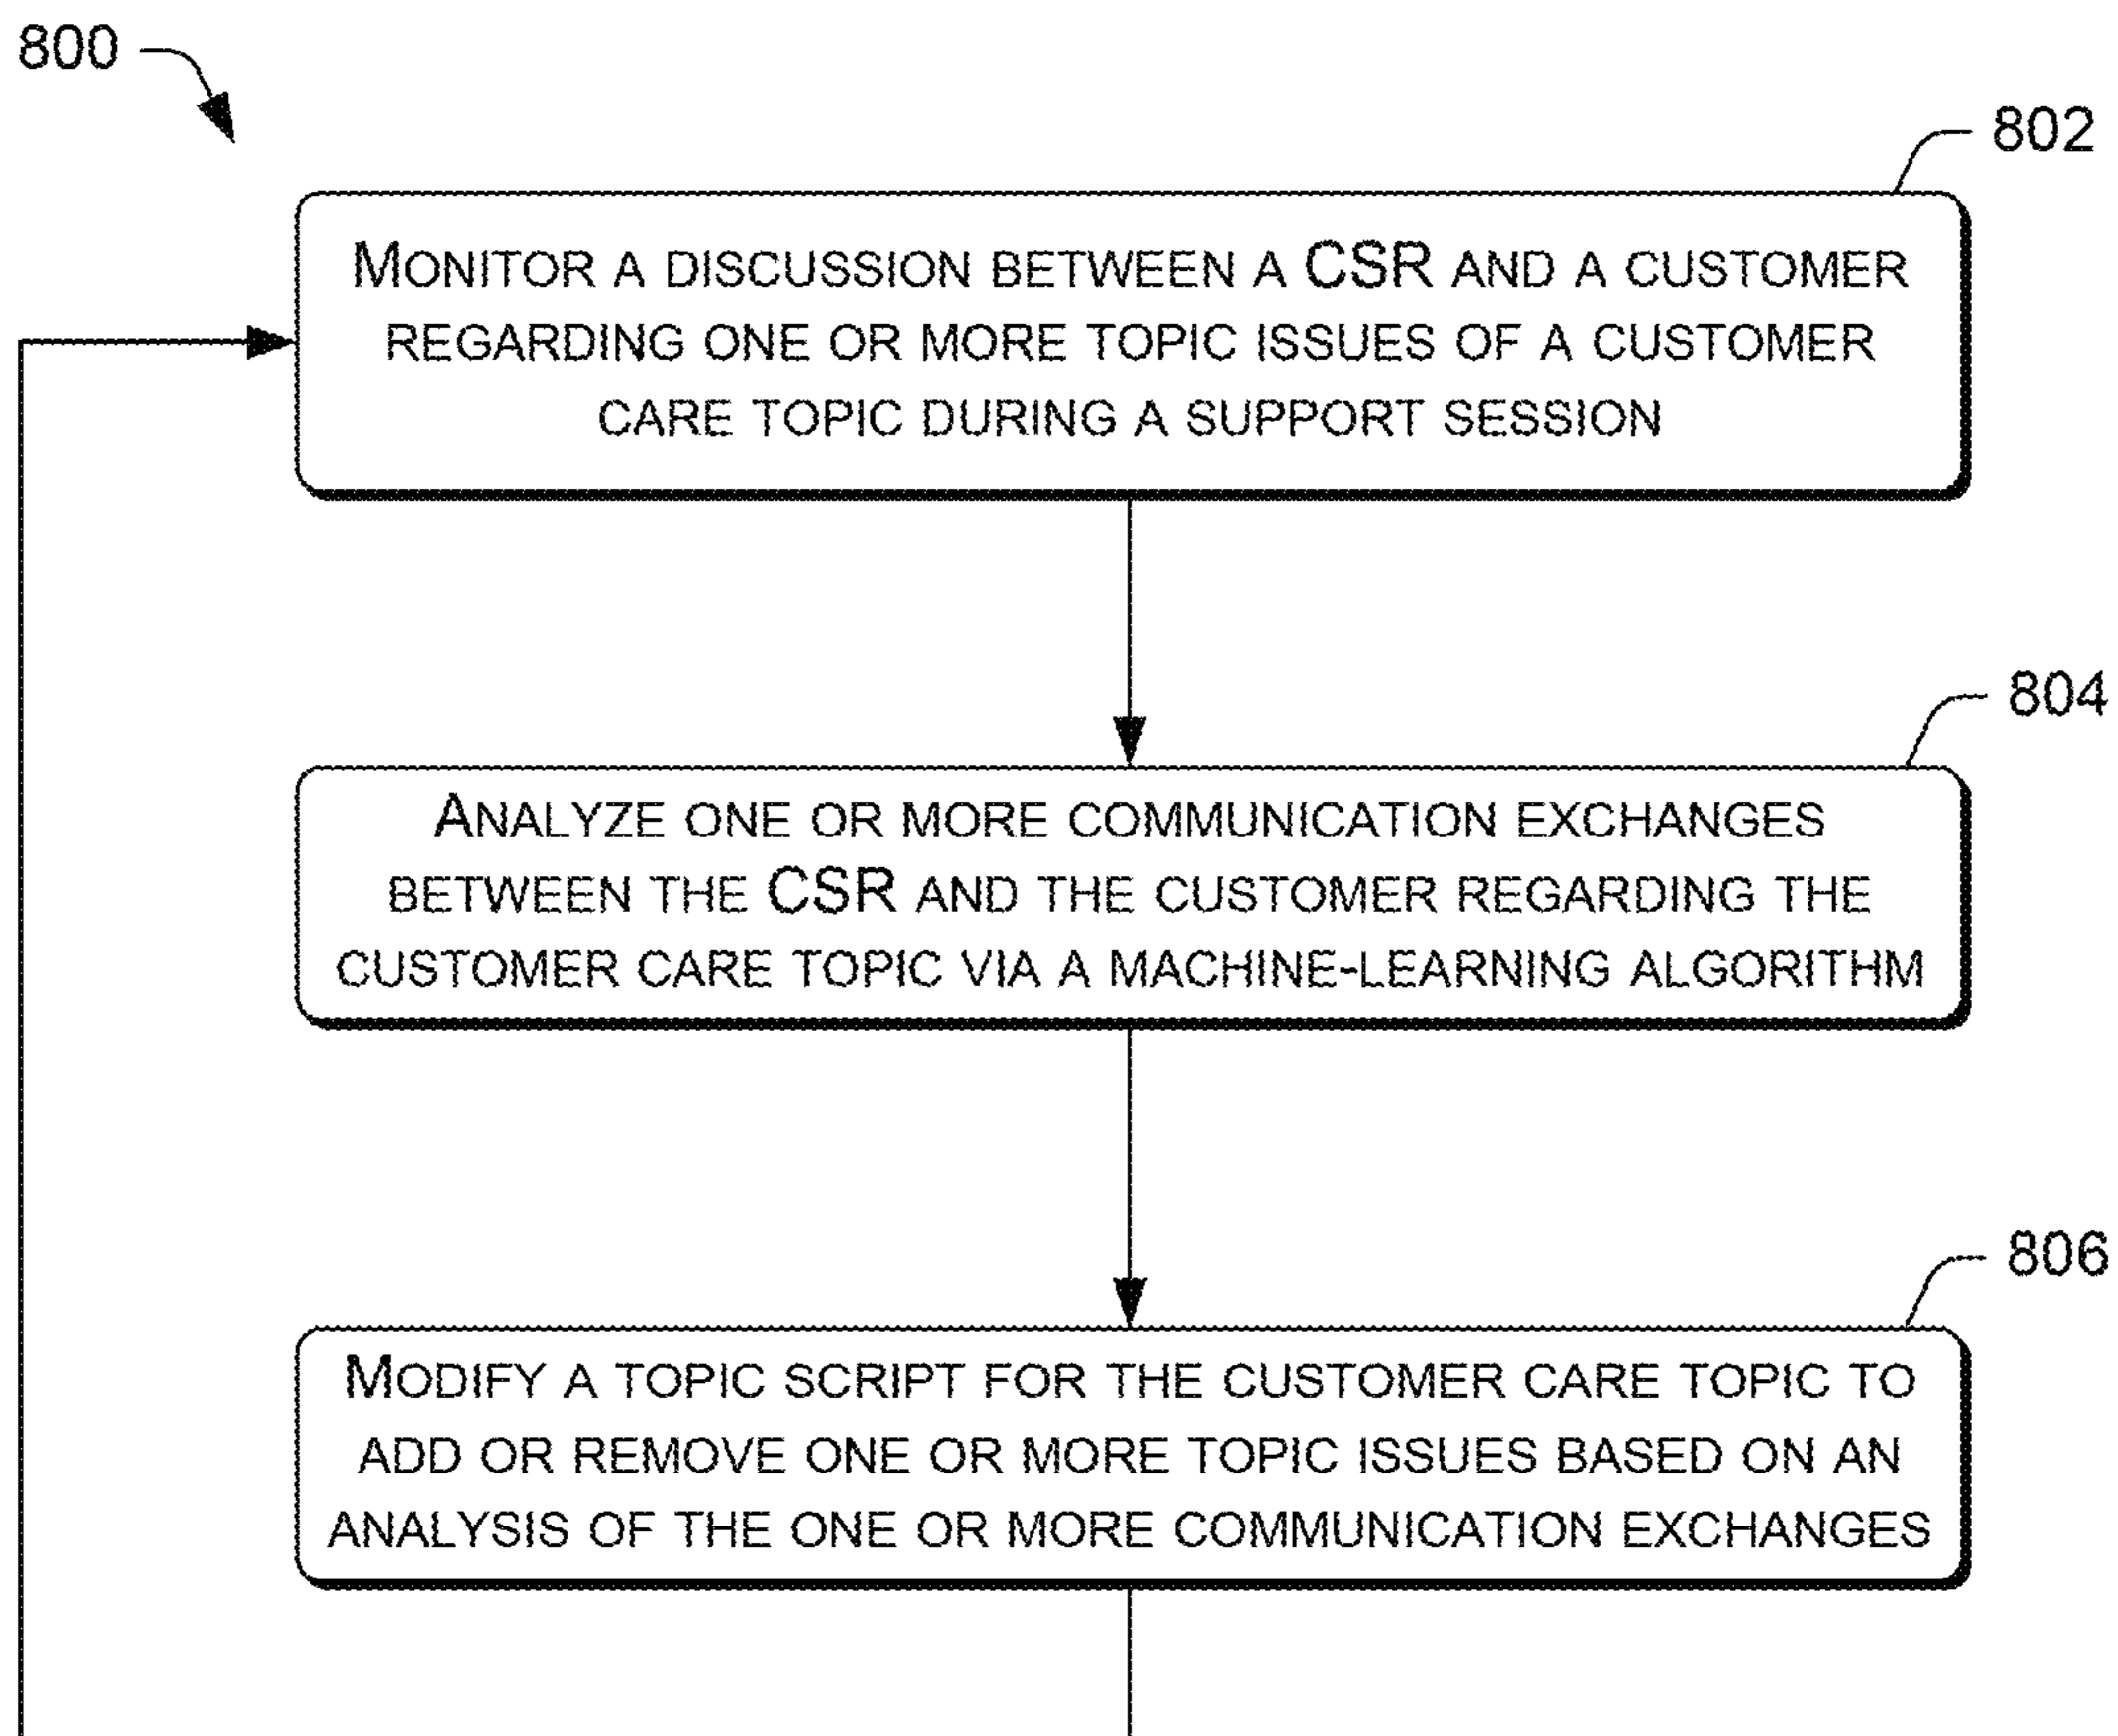 800
802
MONITOR A DISCUSSION BETWEEN A CSR AND A CUSTOMER
REGARDING ONE OR MORE TOPIC ISSUES OF A CUSTOMER
CARE TOPIC DURING A SUPPORT SESSION
804
ANALYZE ONE OR MORE COMMUNICATION EXCHANGES
BETWEEN THE CSR AND THE CUSTOMER REGARDING THE
CUSTOMER CARE TOPIC VIA A MACHINE-LEARNING ALGORITHM
806
MODIFY A TOPIC SCRIPT FOR THE CUSTOMER CARE TOPIC TO
ADD OR REMOVE ONE OR MORE TOPIC ISSUES BASED ON AN
ANALYSIS OF THE ONE OR MORE COMMUNICATION EXCHANGES